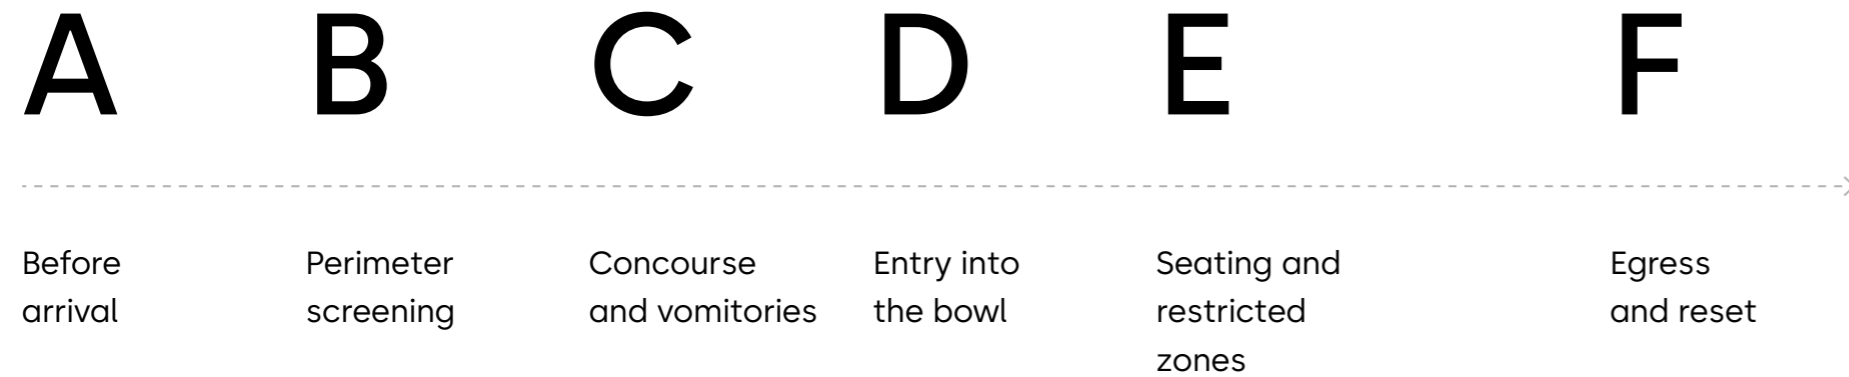 A B C D E F
Before arrival
Perimeter screening
Concourse and vomitories
Entry into the bowl
Seating and restricted zones
Egress and reset